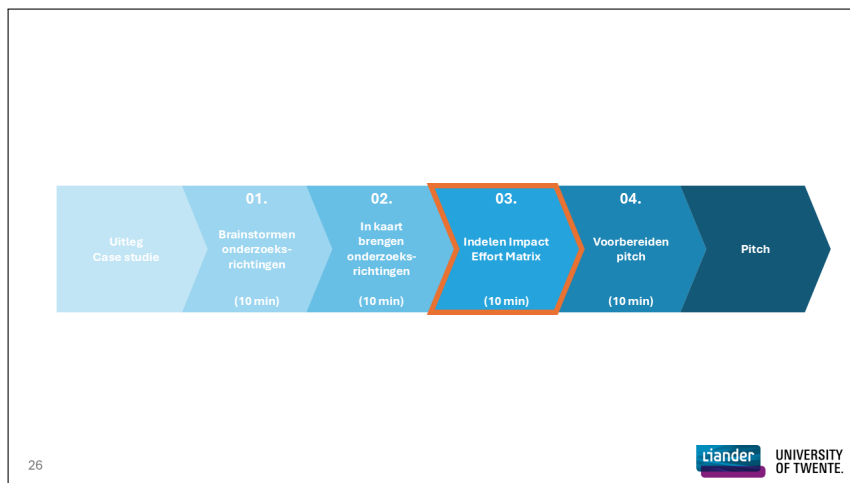 Uitleg
Case studie
01.
Brainstormen
onderzoeks-
richtingen
(10 min)
02.
In kaart
brengen
onderzoeks-
richtingen
(10 min)
03.
Indelen Impact
Effort Matrix
(10 min)
04.
Voorbereiden
pitch
(10 min)
Pitch
26
Liander
UNIVERSITY
OF TWENTE.